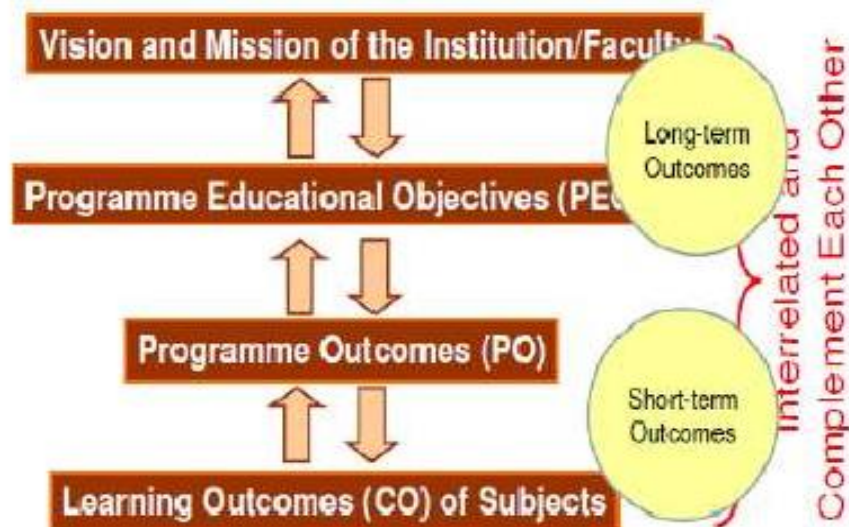 Vision and Mission of the Institution/Faculty
Long-term
Outcomes
Programme Educational Objectives (PEO
Programme Outcomes (PO)
Short-term
Outcomes
Learning Outcomes (CO) of Subjects
Interrelated and
Complement Each Other